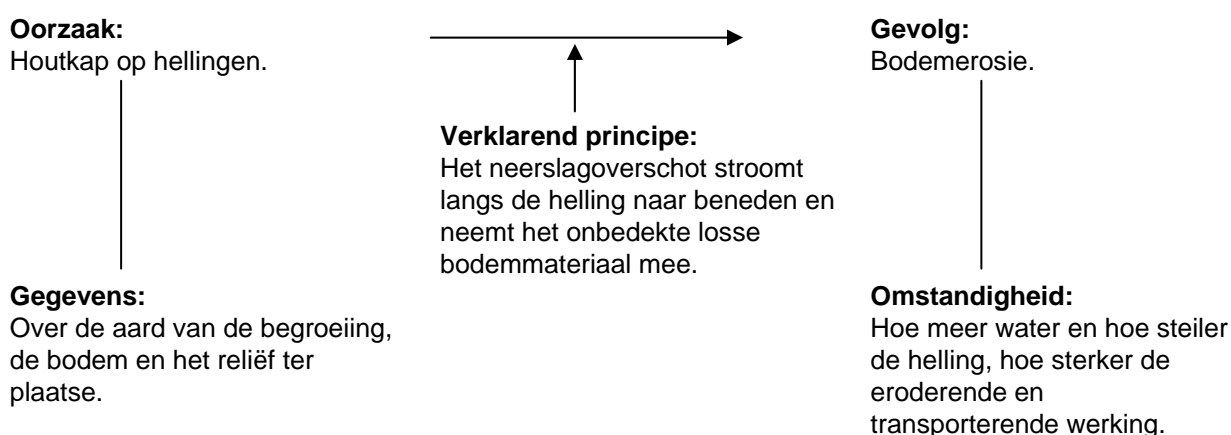 Oorzaak:
Houtkap op hellingen.
Gevolg:
Bodemerosie.
Verklarend principe:
Het neerslagoverschot stroomt
langs de helling naar beneden en
neemt het onbedekte losse
bodemmateriaal mee.
Gegevens:
Over de aard van de begroeiing,
de bodem en het reliëf ter
plaatse.
Omstandigheid:
Hoe meer water en hoe steiler
de helling, hoe sterker de
eroderende en
transporterende werking.